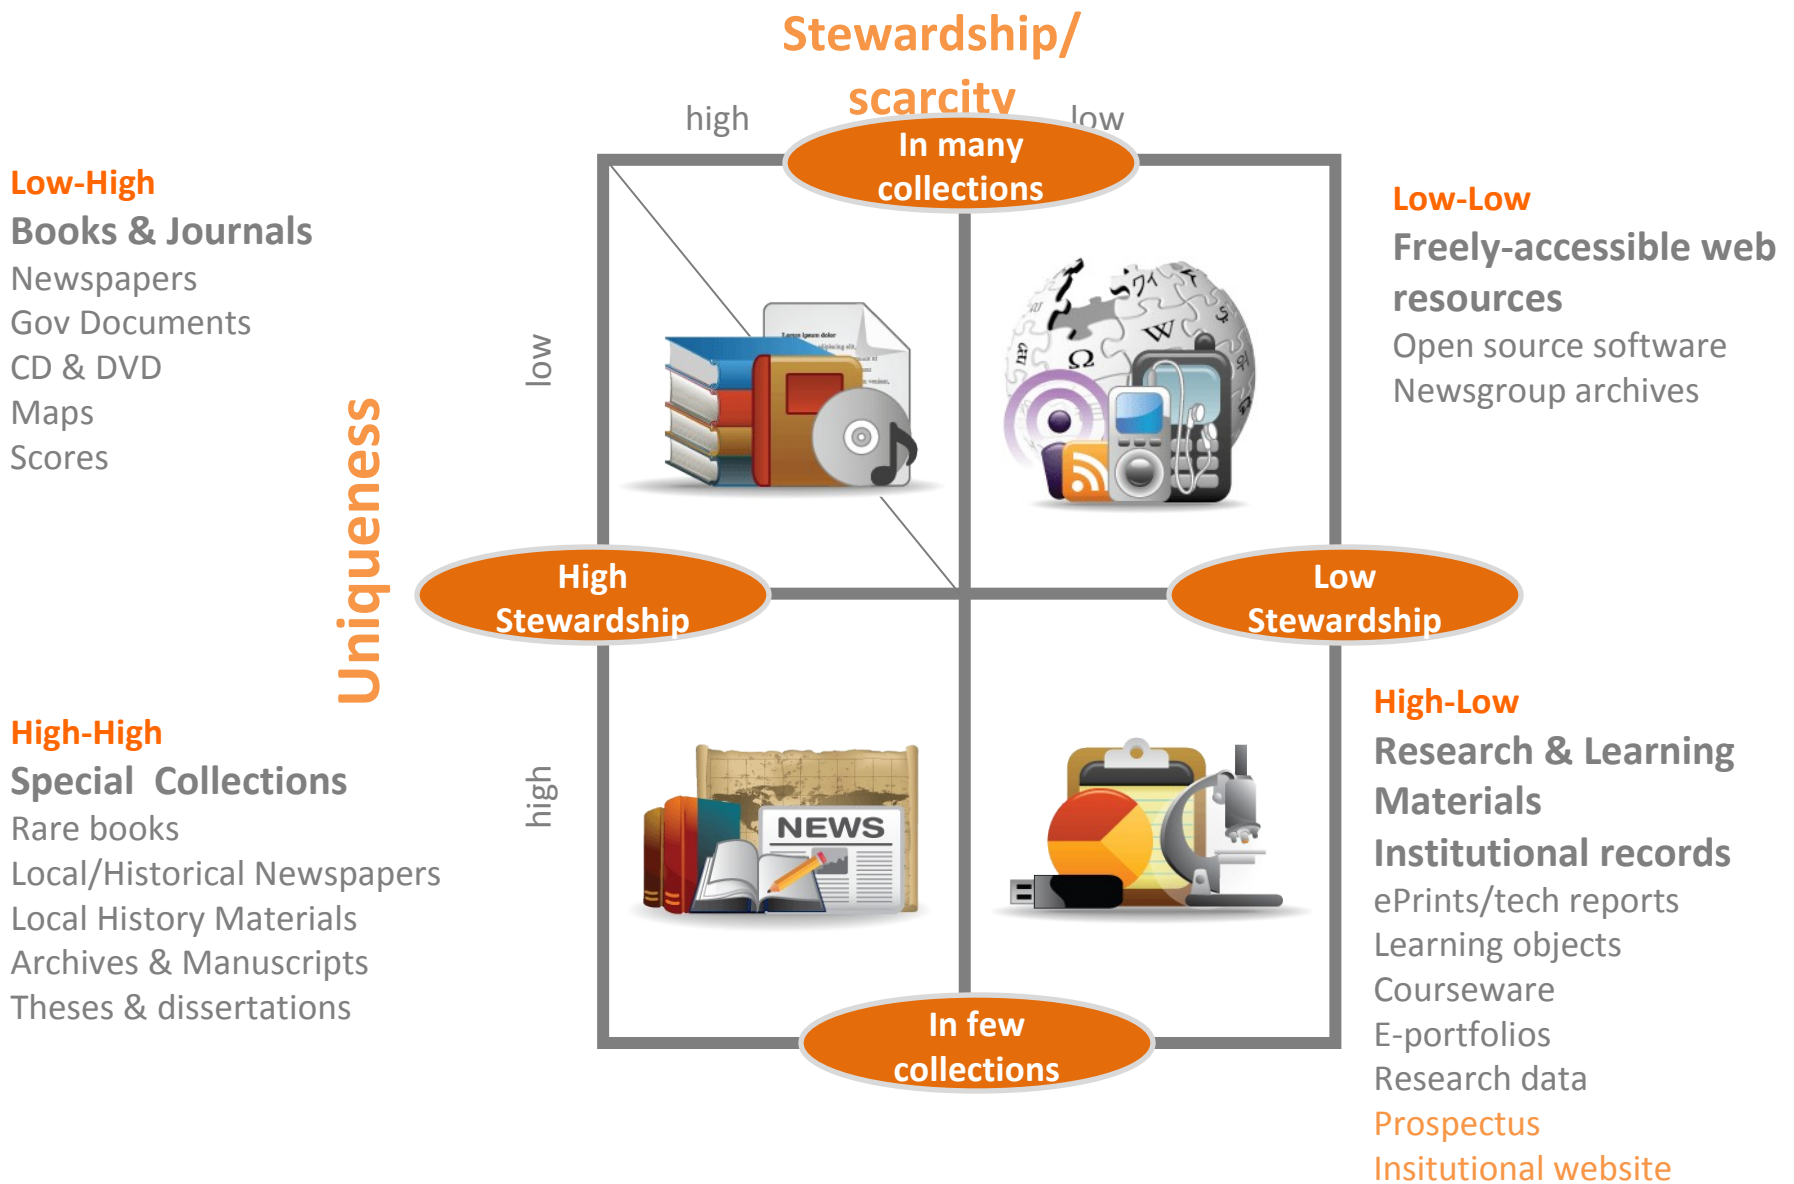 Stewardship/
scarcity
high
low
In many
collections
Low-High
Books & Journals
Newspapers
Gov Documents
CD & DVD
Maps
Scores
Low-Low
Freely-accessible web
resources
Open source software
Newsgroup archives
Uniqueness
low
high
Lorem ipsum dolor
W
Ω
High
Stewardship
Low
Stewardship
High-High
Special Collections
Rare books
Local/Historical Newspapers
Local History Materials
Archives & Manuscripts
Theses & dissertations
NEWS
High-Low
Research & Learning
Materials
Institutional records
ePrints/tech reports
Learning objects
Courseware
E-portfolios
Research data
Prospectus
Insitutional website
In few
collections